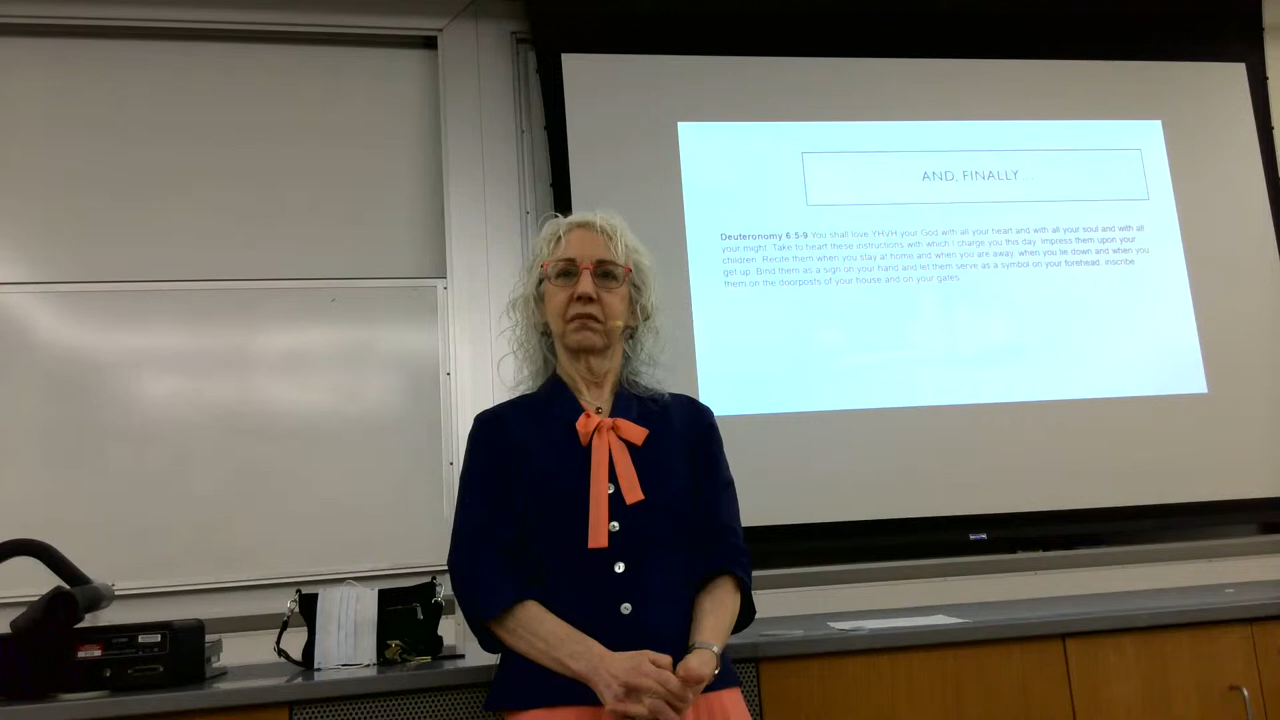 AND, FINALLY...
Deuteronomy 6.5-9 You shall love YHVH your God with all your heart and with all your soul and with all
your might. Take to heart these instructions with which I charge you this day. Impress them upon your
children. Recite them when you stay at home and when you are away, when you lie down and when you
get up. Bind them as a sign on your hand and let them serve as a symbol on your forehead, inscribe
them on the doorposts of your house and on your gates.